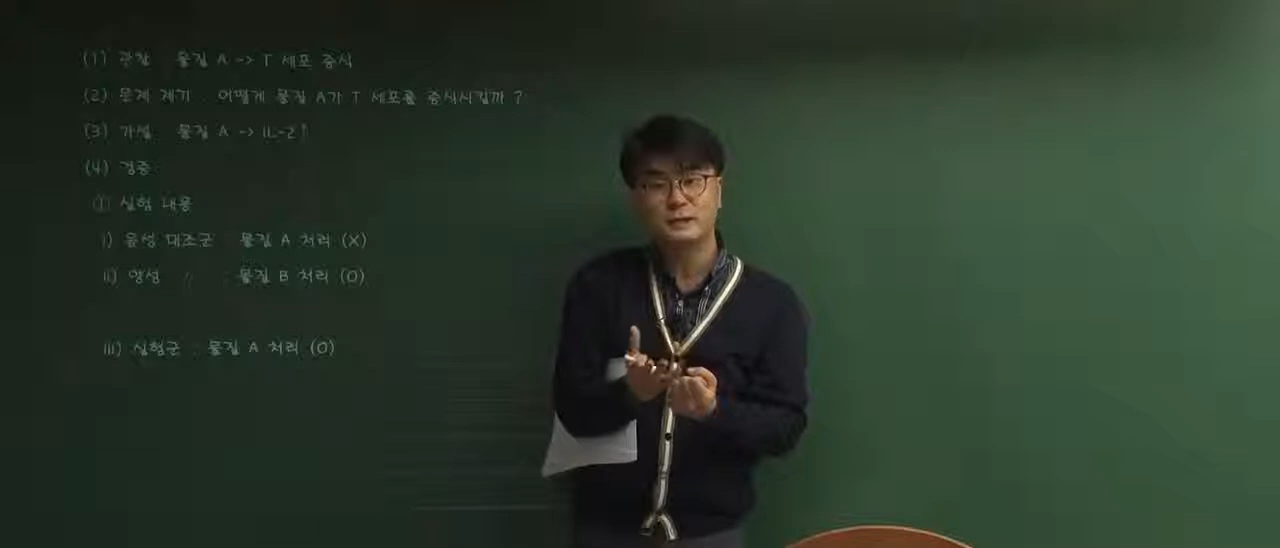 (1) 관찰 물질 A -> T 세포 증식
(2) 문제 제기 : 어떻게 물질 A가 T 세포를 증식시킬까 ?
(3) 가설 물질 A -> IL-2↑
(4) 검증
① 실험 내용
i) 음성 대조군 : 물질 A 처리 (X)
ii) 양성 〃 : 물질 B 처리 (O)
iii) 실험군 : 물질 A 처리 (O)